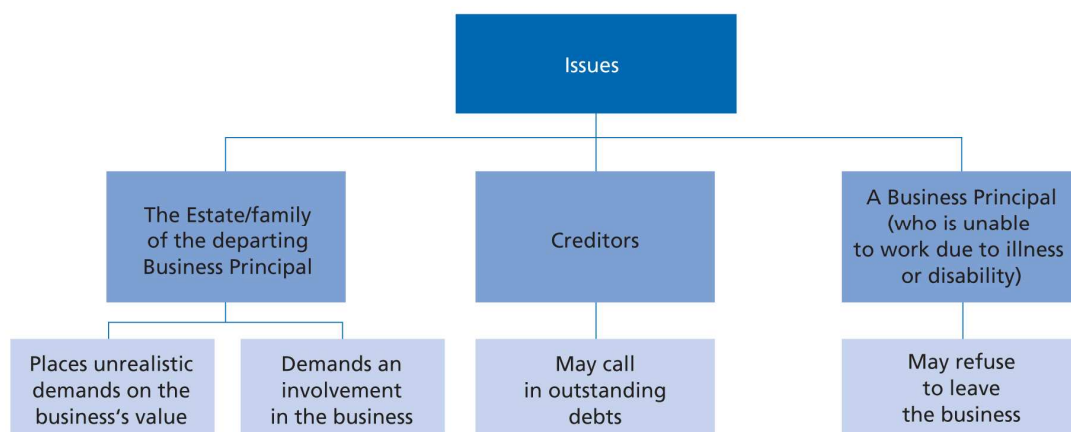 Issues
The Estate/family
of the departing
Business Principal
Creditors
A Business Principal
(who is unable
to work due to illness
or disability)
Places unrealistic
demands on the
business‘s value
Demands an
involvement
in the business
May call
in outstanding
debts
May refuse
to leave
the business